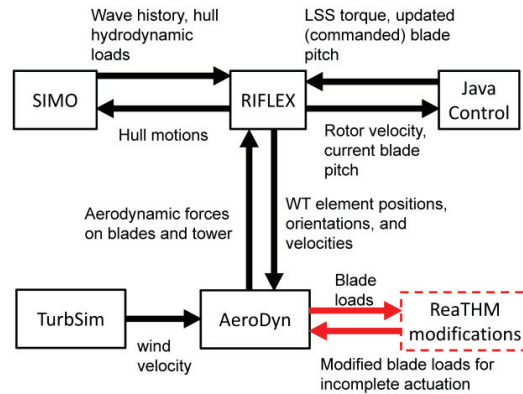 Wave history, hull
hydrodynamic
loads
LSS torque, updated
(commanded) blade
pitch
SIMO
RIFLEX
Java
Control
Hull motions
Rotor velocity,
current blade
pitch
Aerodynamic forces
on blades and tower
WT element positions,
orientations, and
velocities
TurbSim
wind
velocity
AeroDyn
Blade
loads
ReaTHM
modifications
Modified blade loads for
incomplete actuation